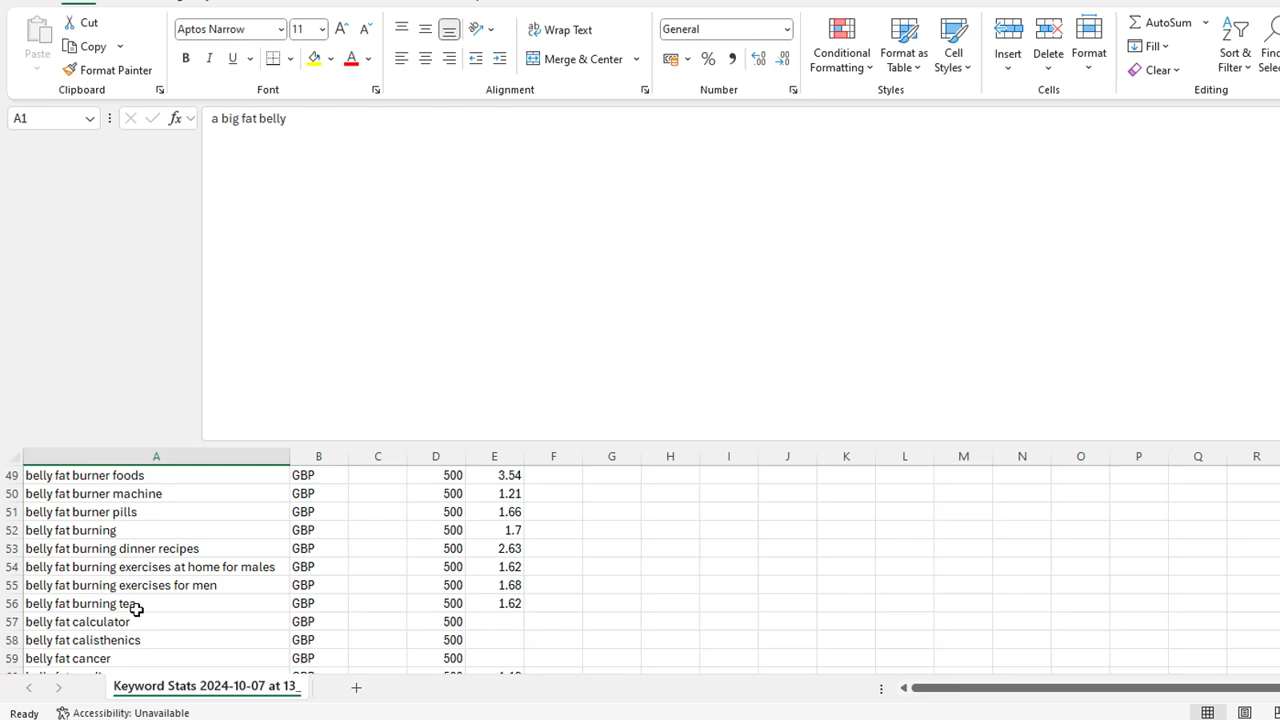 Cut
Aptos Narrow
11
Wrap Text
General
AutoSum
Paste
Copy
Fill
Format Painter
B I U
A
Merge & Center
%
Conditional Formatting
Format as Table
Cell Styles
Insert
Delete
Format
Clear
Sort & Filter
Clipboard
Font
Alignment
Number
Styles
Cells
Editing
A1
fx
a big fat belly
A B C D E F G H I J K L M N O P Q R
49 belly fat burner foods GBP 500 3.54
50 belly fat burner machine GBP 500 1.21
51 belly fat burner pills GBP 500 1.66
52 belly fat burning GBP 500 1.7
53 belly fat burning dinner recipes GBP 500 2.63
54 belly fat burning exercises at home for males GBP 500 1.62
55 belly fat burning exercises for men GBP 500 1.68
56 belly fat burning tea GBP 500 1.62
57 belly fat calculator GBP 500
58 belly fat calisthenics GBP 500
59 belly fat cancer GBP 500
Keyword Stats 2024-10-07 at 13_
Ready
Accessibility: Unavailable